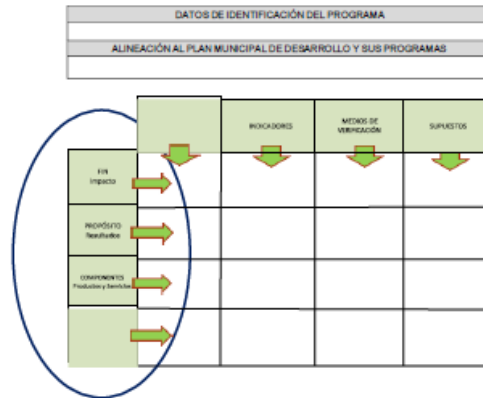 DATOS DE IDENTIFICACIÓN DEL PROGRAMA
ALINEACIÓN AL PLAN MUNICIPAL DE DESARROLLO Y SUS PROGRAMAS
INDICADORES
MEDIOS DE
VERIFICACIÓN
SUPUESTOS
FIN
Impacto
PROPÓSITO
Resultados
COMPONENTES
Productos y Servicios